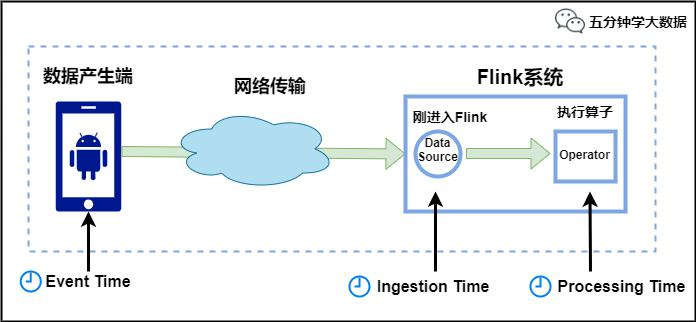 五分钟学大数据
数据产生端
网络传输
Flink系统
刚进入Flink
执行算子
Data
Source
Operator
Event Time
Ingestion Time
Processing Time